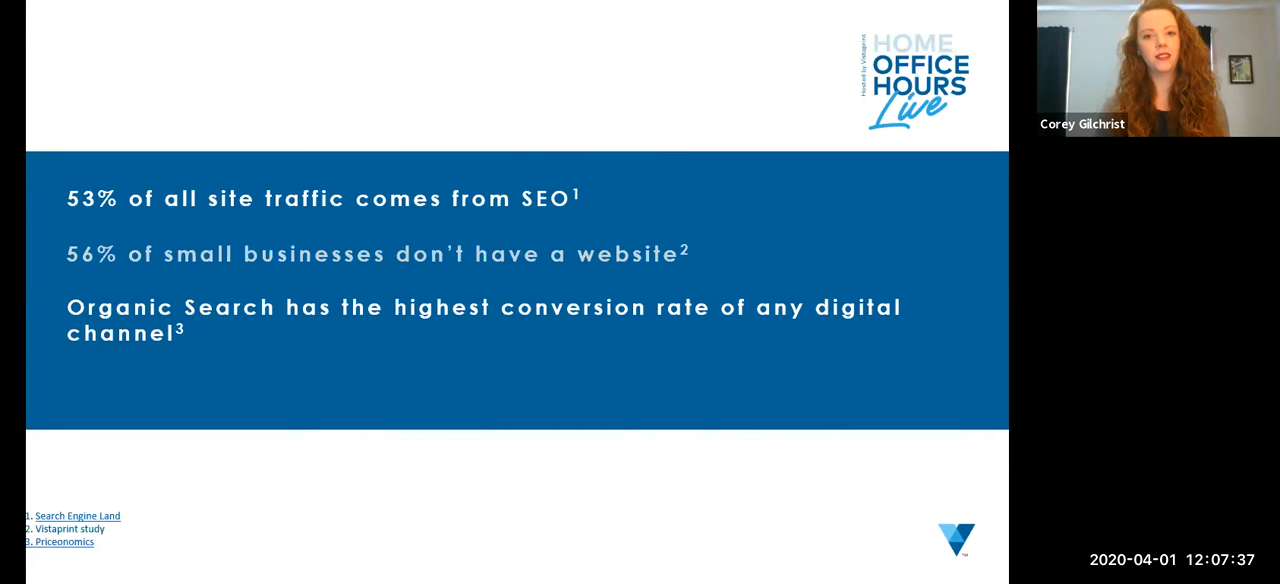 Hosted by Vistaprint
HOME
OFFICE
HOURS
Live
Corey Gilchrist
53% of all site traffic comes from SEO1
56% of small businesses don’t have a website2
Organic Search has the highest conversion rate of any digital
channel3
1. Search Engine Land
2. Vistaprint study
3. Priceonomics
TM
2020-04-01 12:07:37